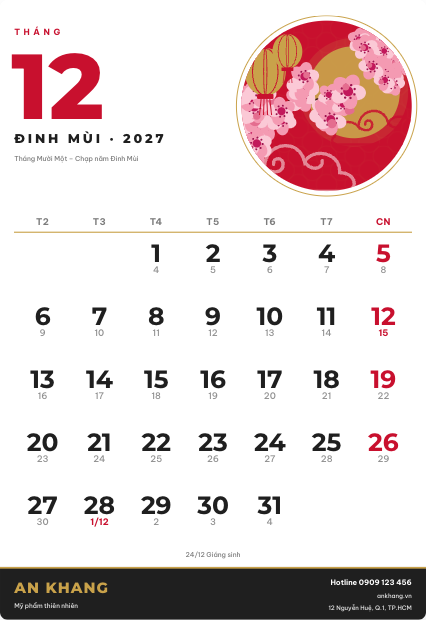 THÁNG
12
ĐINH MÙI · 2027
Tháng Mười Một – Chạp năm Đinh Mùi
T2 T3 T4 T5 T6 T7 CN
1 2 3 4 5
4 5 6 7 8
6 7 8 9 10 11 12
9 10 11 12 13 14 15
13 14 15 16 17 18 19
16 17 18 19 20 21 22
20 21 22 23 24 25 26
23 24 25 26 27 28 29
27 28 29 30 31
30 1/12 2 3 4
24/12 Giáng sinh
AN KHANG
Mỹ phẩm thiên nhiên
Hotline 0909 123 456
ankhang.vn
12 Nguyễn Huệ, Q.1, TP.HCM